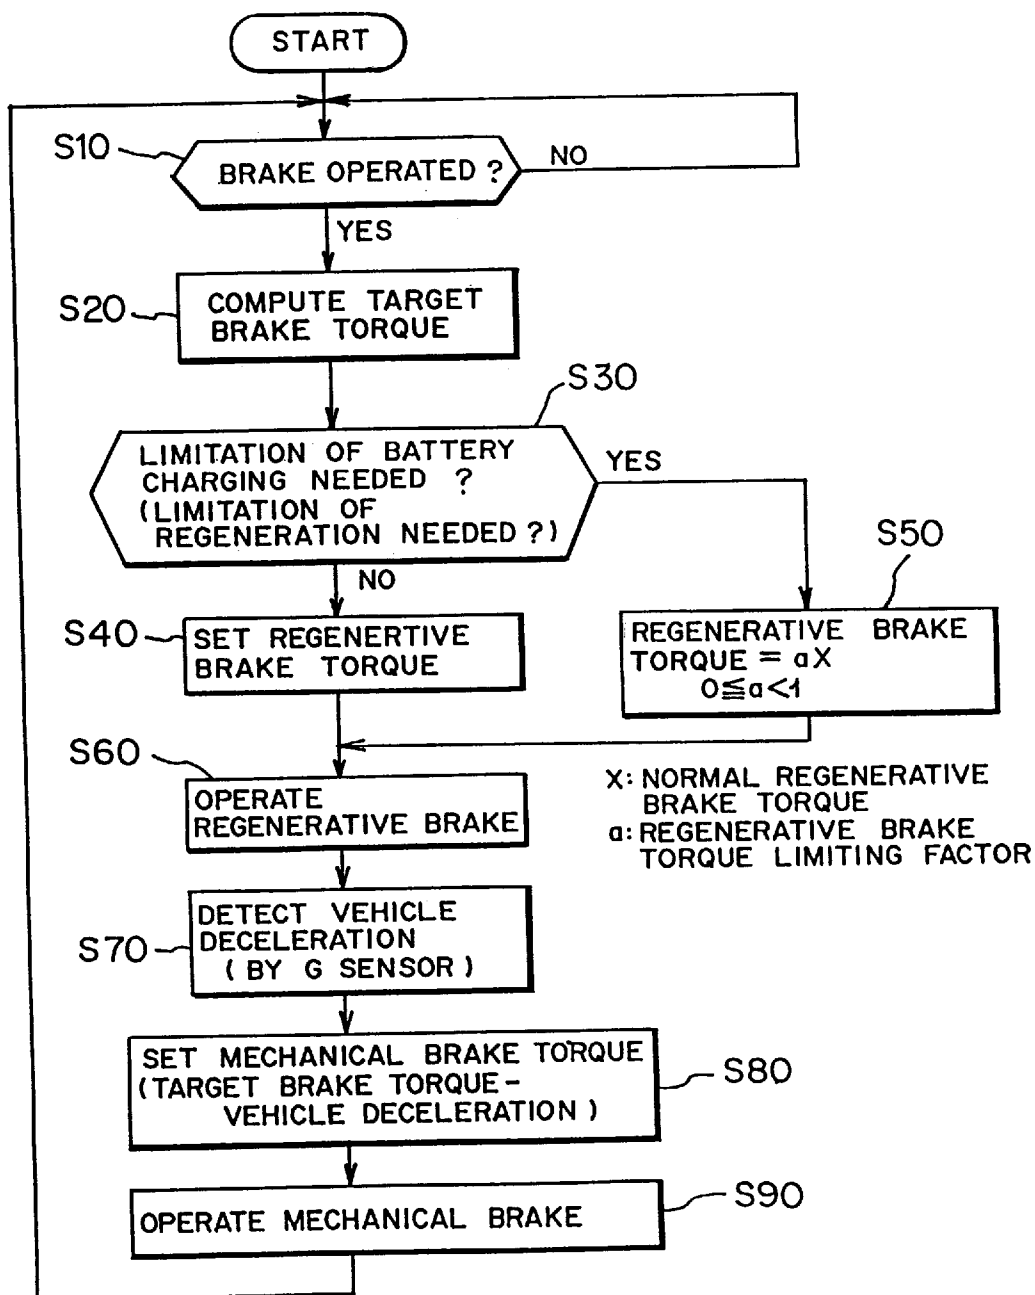 START
S10
BRAKE OPERATED ?
NO
YES
S20
COMPUTE TARGET
BRAKE TORQUE
S30
LIMITATION OF BATTERY
CHARGING NEEDED ?
(LIMITATION OF
REGENERATION NEEDED ?)
YES
NO
S40
SET REGENERTIVE
BRAKE TORQUE
S50
REGENERATIVE BRAKE
TORQUE = aX
0≦a<1
S60
OPERATE
REGENERATIVE BRAKE
X: NORMAL REGENERATIVE
BRAKE TORQUE
a: REGENERATIVE BRAKE
TORQUE LIMITING FACTOR
S70
DETECT VEHICLE
DECELERATION
(BY G SENSOR)
S80
SET MECHANICAL BRAKE TORQUE
(TARGET BRAKE TORQUE-
VEHICLE DECELERATION)
S90
OPERATE MECHANICAL BRAKE